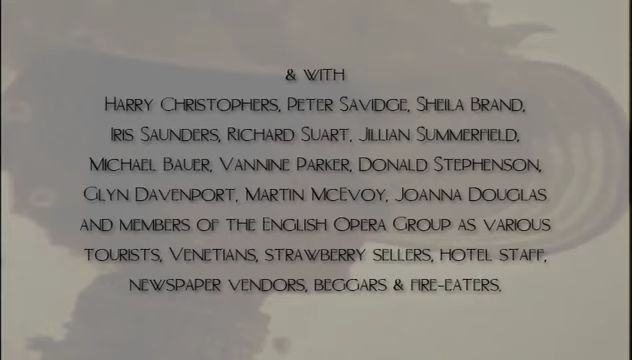 & WITH
HARRY CHRISTOPHERS, PETER SAVIDGE, SHEILA BRAND,
IRIS SAUNDERS, RICHARD SUART, JILLIAN SUMMERFIELD,
MICHAEL BAUER, VANNINE PARKER, DONALD STEPHENSON,
GLYN DAVENPORT, MARTIN MCEVOY, JOANNA DOUGLAS
AND MEMBERS OF THE ENGLISH OPERA GROUP AS VARIOUS
TOURISTS, VENETIANS, STRAWBERRY SELLERS, HOTEL STAFF,
NEWSPAPER VENDORS, BEGGARS & FIRE-EATERS.